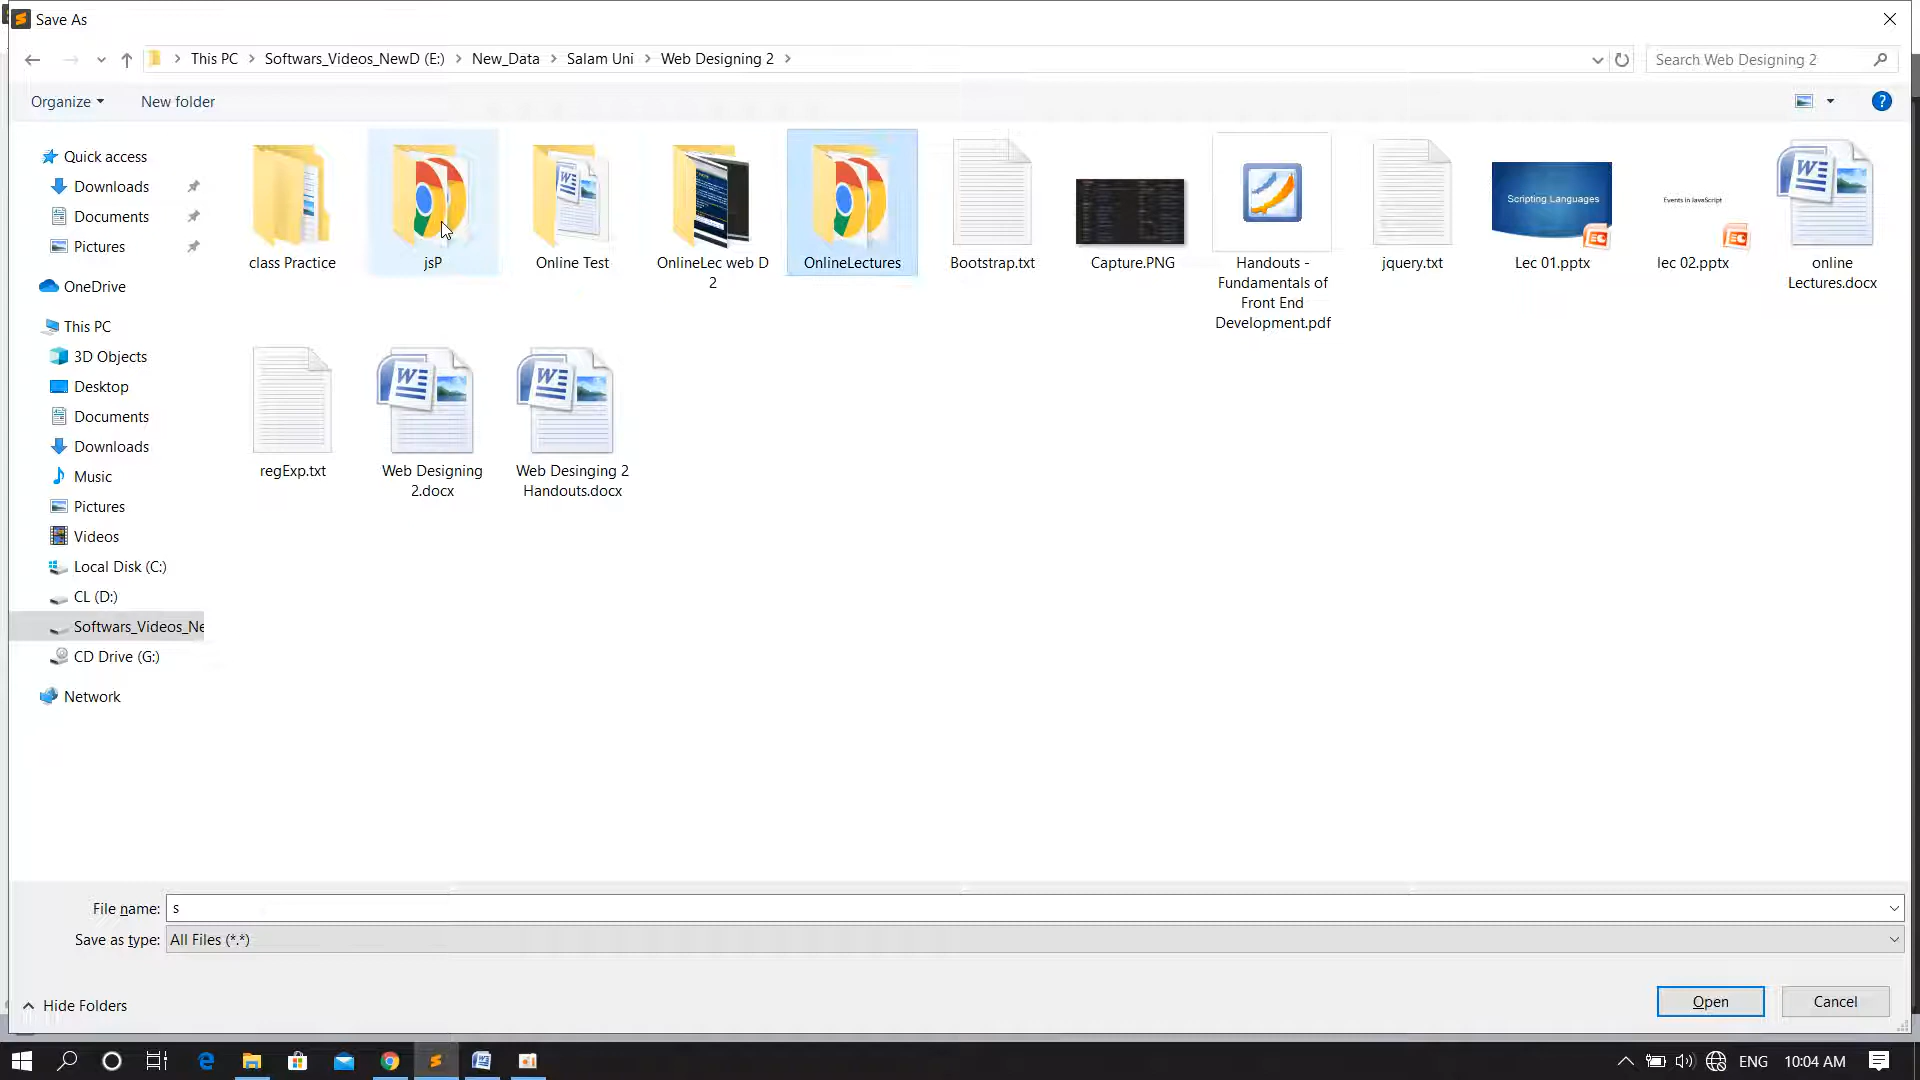 Save As
This PC
Softwars_Videos_NewD (E:)
New_Data
Salam Uni
Web Designing 2
Search Web Designing 2
Organize
New folder
Quick access
Downloads
Documents
Pictures
OneDrive
This PC
3D Objects
Desktop
Documents
Downloads
Music
Pictures
Videos
Local Disk (C:)
CL (D:)
Softwars_Videos_Ne
CD Drive (G:)
Network
class Practice
jsP
Online Test
OnlineLec web D
2
OnlineLectures
Bootstrap.txt
Capture.PNG
Handouts -
Fundamentals of
Front End
Development.pdf
jquery.txt
Scripting Languages
Lec 01.pptx
Events in JavaScript
lec 02.pptx
online
Lectures.docx
regExp.txt
Web Designing
2.docx
Web Desinging 2
Handouts.docx
File name: s
Save as type: All Files (*.*)
Hide Folders
Open
Cancel
ENG
10:04 AM